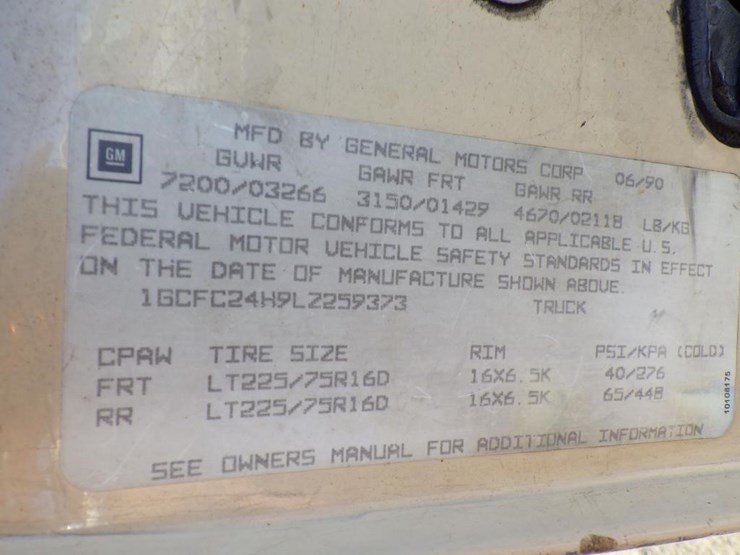 GM
MFD BY GENERAL MOTORS CORP 06/90
GVWR GAWR FRT GAWR RR
7200/03266 3150/01429 4670/02118 LB/KG
THIS VEHICLE CONFORMS TO ALL APPLICABLE U.S.
FEDERAL MOTOR VEHICLE SAFETY STANDARDS IN EFFECT
ON THE DATE OF MANUFACTURE SHOWN ABOVE.
1GCFC24H9LZ259373 TRUCK
CPAW TIRE SIZE RIM PSI/KPA (COLD)
FRT LT225/75R16D 16X6.5K 40/276
RR LT225/75R16D 16X6.5K 65/448
SEE OWNERS MANUAL FOR ADDITIONAL INFORMATION
10108175